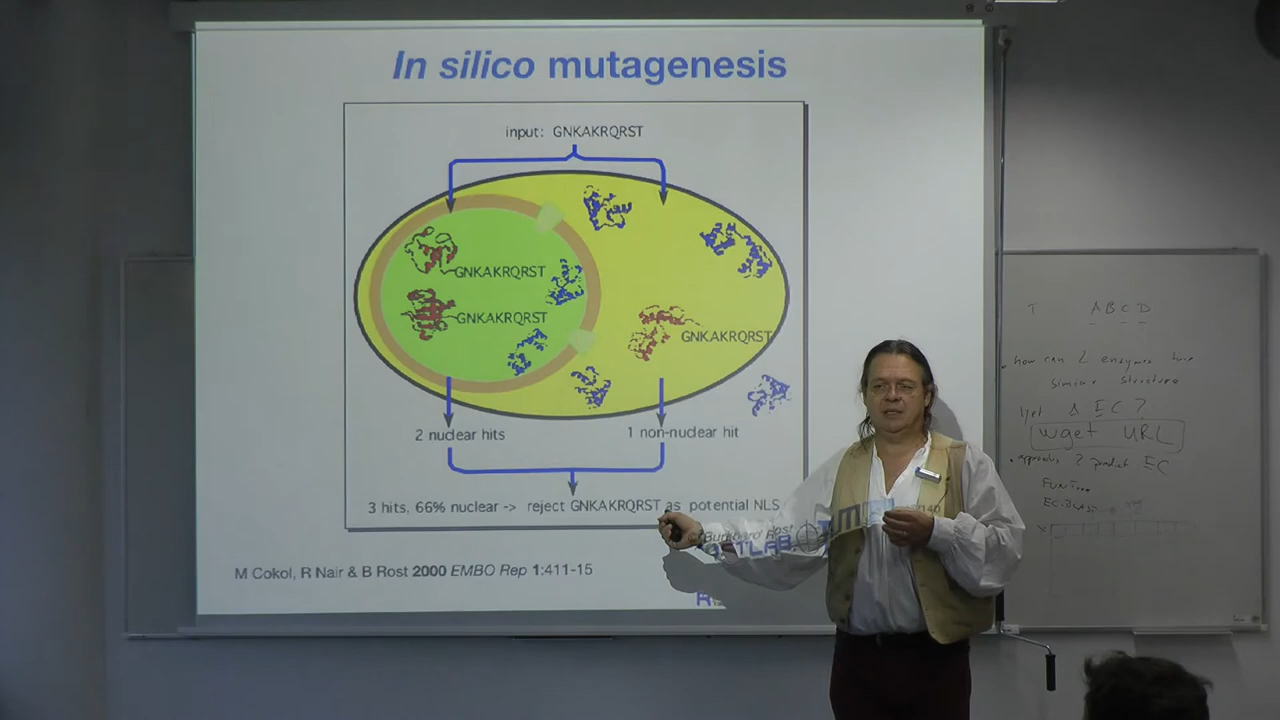 In silico mutagenesis
input: GNKAKRQRST
GNKAKRQRST
GNKAKRQRST
GNKAKRQRST
2 nuclear hits
1 non-nuclear hit
3 hits, 66% nuclear -> reject GNKAKRQRST as potential NLS
M Cokol, R Nair & B Rost 2000 EMBO Rep 1:411-15
Rost
T A B C D
how can 2 enzymes have
similar structure
yet Δ EC?
wget URL
predict EC